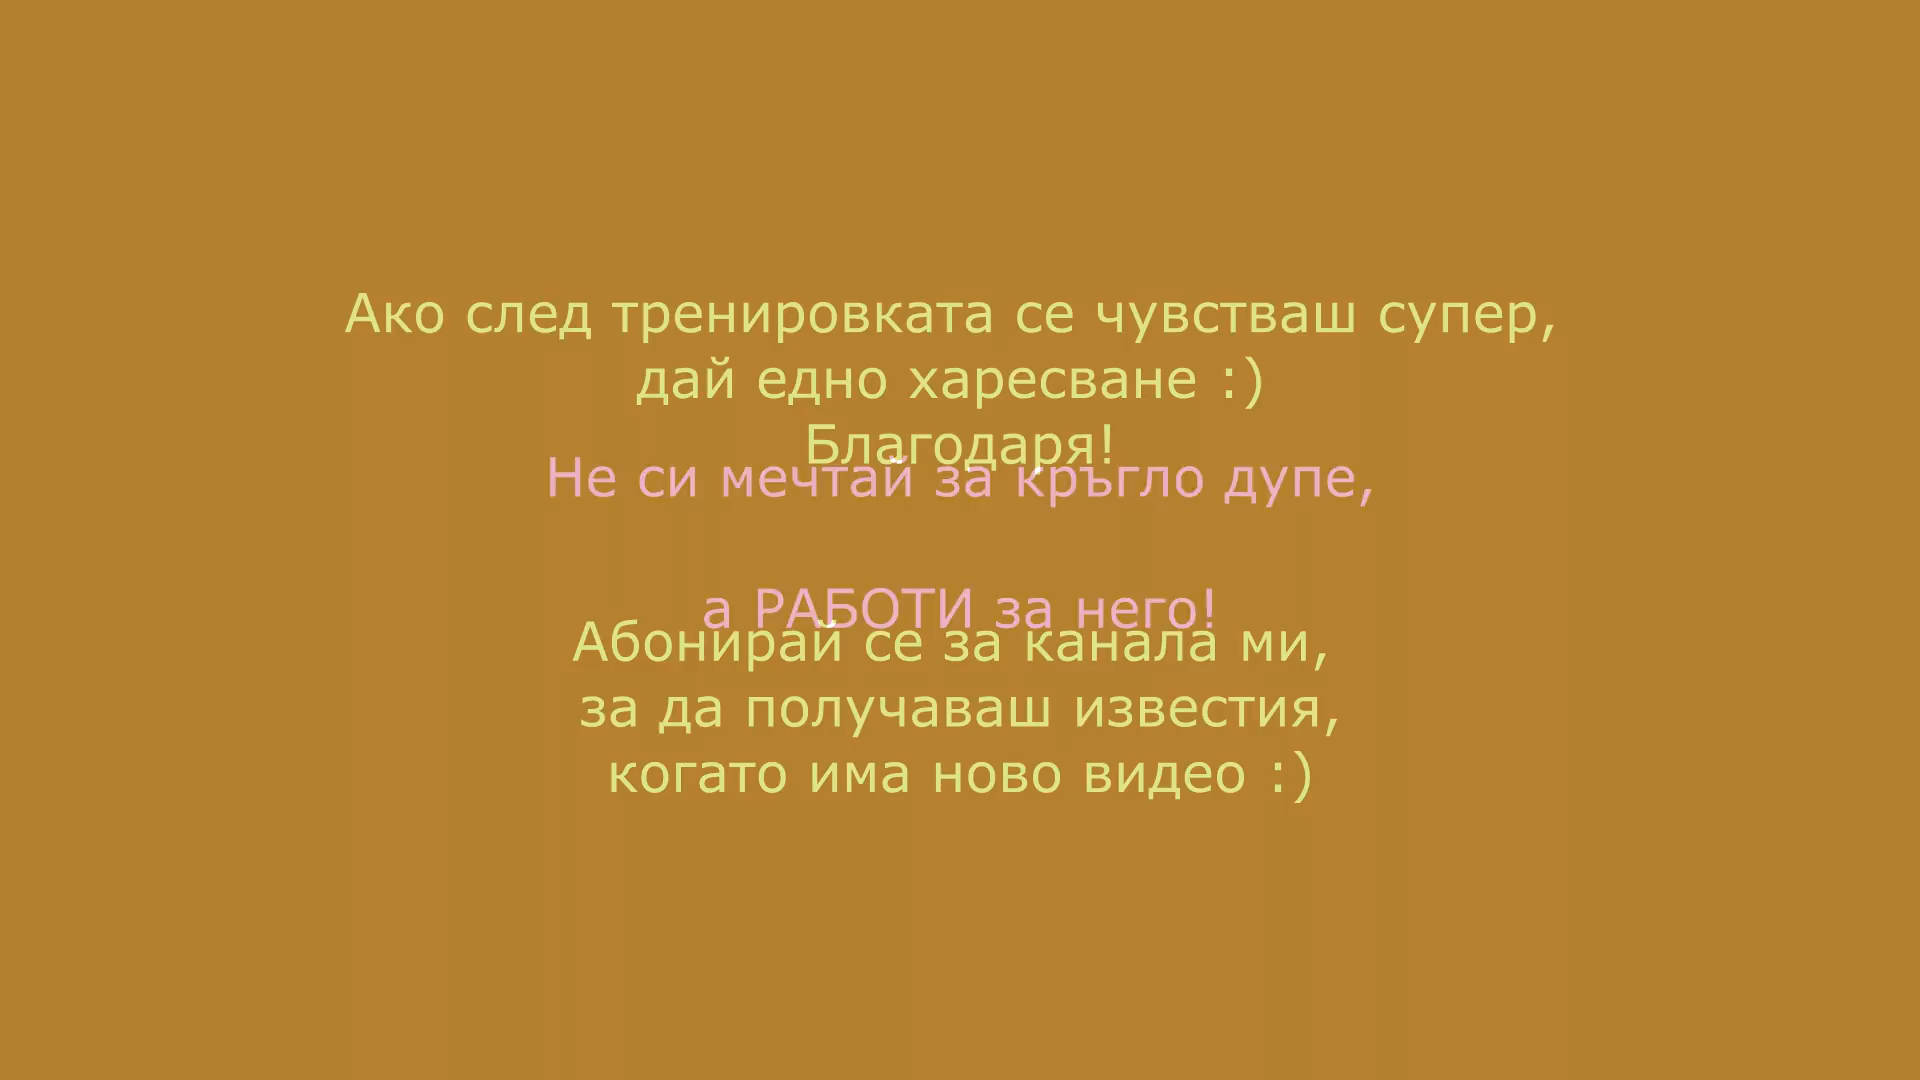 Ако след тренировката се чувстваш супер,
дай едно харесване :)
Благодаря!
Не си мечтай за кръгло дупе,
а РАБОТИ за него!
Абонирай се за канала ми,
за да получаваш известия,
когато има ново видео :)